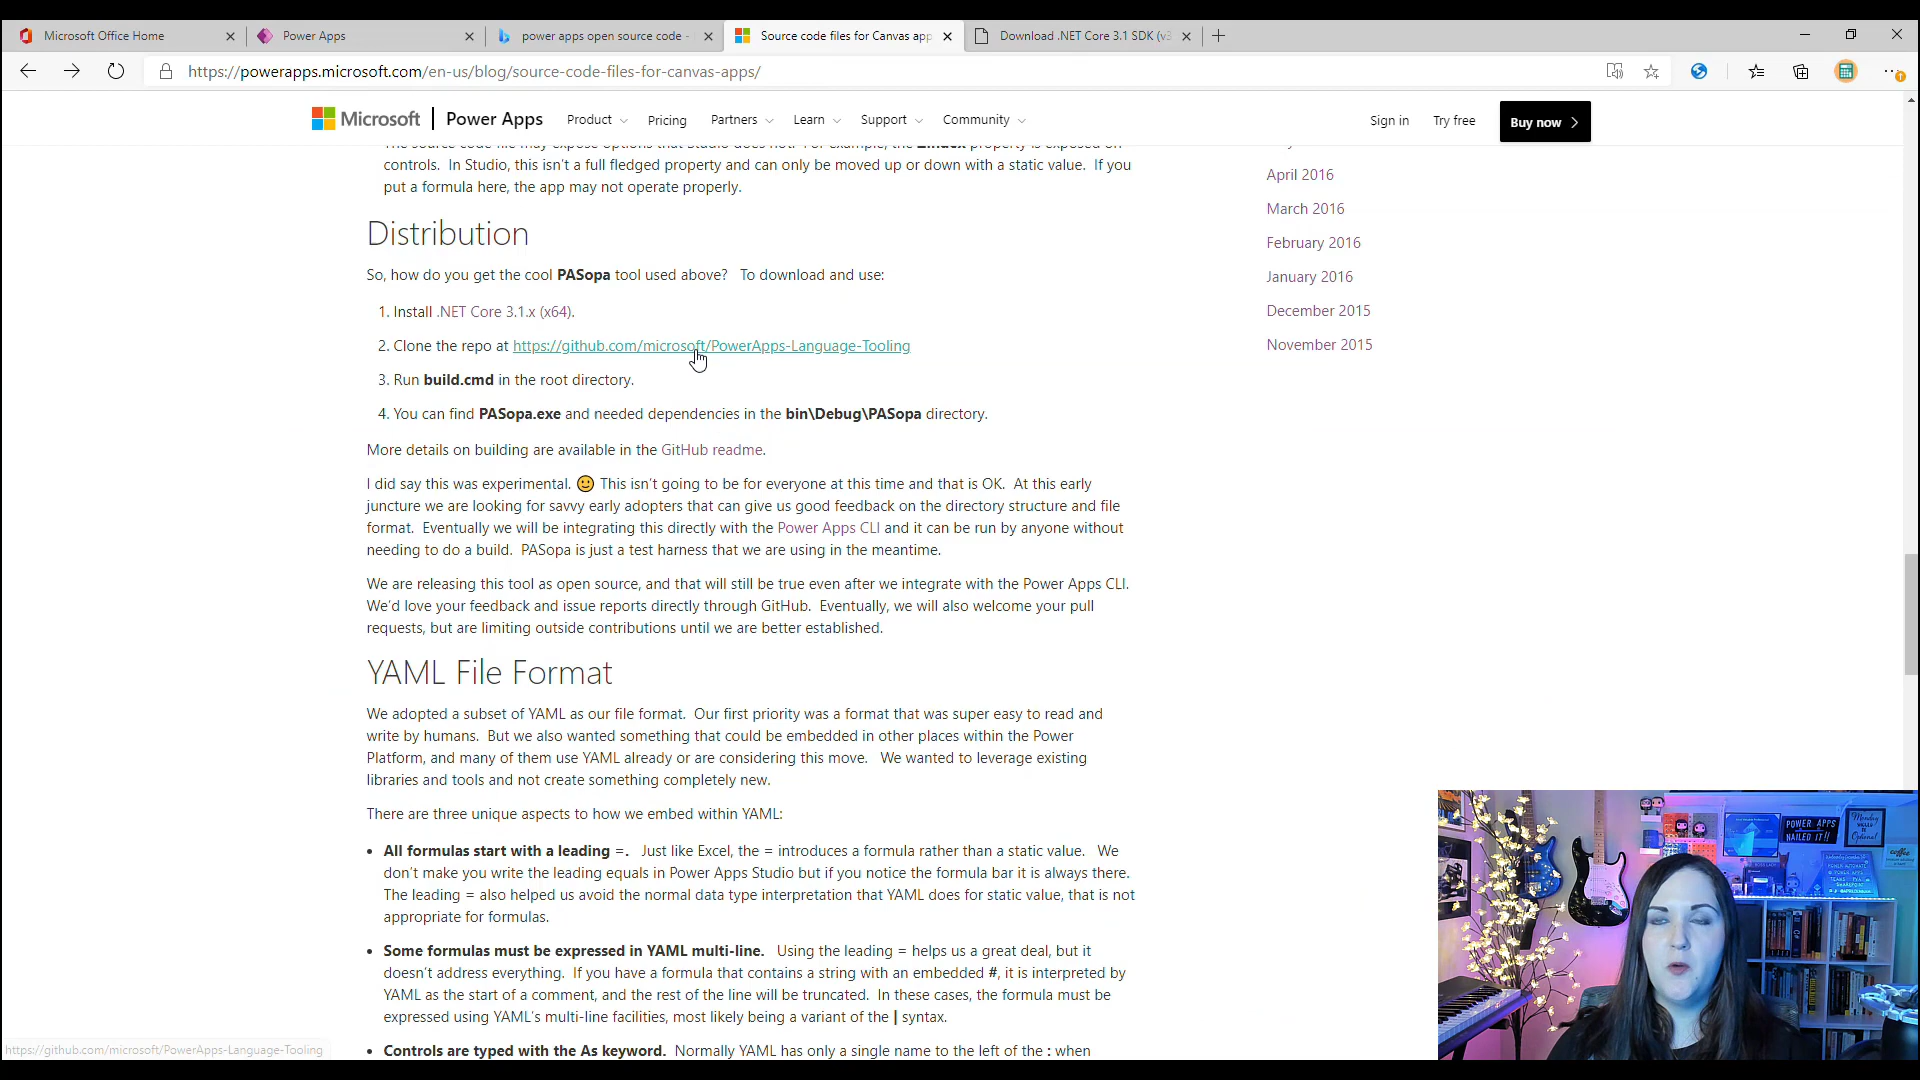 Microsoft Office Home
Power Apps
power apps open source code -
Source code files for Canvas app
Download .NET Core 3.1 SDK (v3
https://powerapps.microsoft.com/en-us/blog/source-code-files-for-canvas-apps/
Microsoft
Power Apps
Product
Pricing
Partners
Learn
Support
Community
Sign in
Try free
Buy now
The source code file may expose options that Studio does not. For example, the ZIndex property is exposed on
controls. In Studio, this isn't a full fledged property and can only be moved up or down with a static value. If you
put a formula here, the app may not operate properly.
Distribution
So, how do you get the cool PASopa tool used above? To download and use:
1. Install .NET Core 3.1.x (x64).
2. Clone the repo at https://github.com/microsoft/PowerApps-Language-Tooling
3. Run build.cmd in the root directory.
4. You can find PASopa.exe and needed dependencies in the bin\Debug\PASopa directory.
More details on building are available in the GitHub readme.
I did say this was experimental. 🙂 This isn't going to be for everyone at this time and that is OK. At this early
juncture we are looking for savvy early adopters that can give us good feedback on the directory structure and file
format. Eventually we will be integrating this directly with the Power Apps CLI and it can be run by anyone without
needing to do a build. PASopa is just a test harness that we are using in the meantime.
We are releasing this tool as open source, and that will still be true even after we integrate with the Power Apps CLI.
We'd love your feedback and issue reports directly through GitHub. Eventually, we will also welcome your pull
requests, but are limiting outside contributions until we are better established.
YAML File Format
We adopted a subset of YAML as our file format. Our first priority was a format that was super easy to read and
write by humans. But we also wanted something that could be embedded in other places within the Power
Platform, and many of them use YAML already or are considering this move. We wanted to leverage existing
libraries and tools and not create something completely new.
There are three unique aspects to how we embed within YAML:
• All formulas start with a leading =. Just like Excel, the = introduces a formula rather than a static value. We
don't make you write the leading equals in Power Apps Studio but if you notice the formula bar it is always there.
The leading = also helped us avoid the normal data type interpretation that YAML does for static value, that is not
appropriate for formulas.
• Some formulas must be expressed in YAML multi-line. Using the leading = helps us a great deal, but it
doesn't address everything. If you have a formula that contains a string with an embedded #, it is interpreted by
YAML as the start of a comment, and the rest of the line will be truncated. In these cases, the formula must be
expressed using YAML's multi-line facilities, most likely being a variant of the | syntax.
• Controls are typed with the As keyword. Normally YAML has only a single name to the left of the : when
April 2016
March 2016
February 2016
January 2016
December 2015
November 2015
https://github.com/microsoft/PowerApps-Language-Tooling
POWER APPS
NAILED IT!!